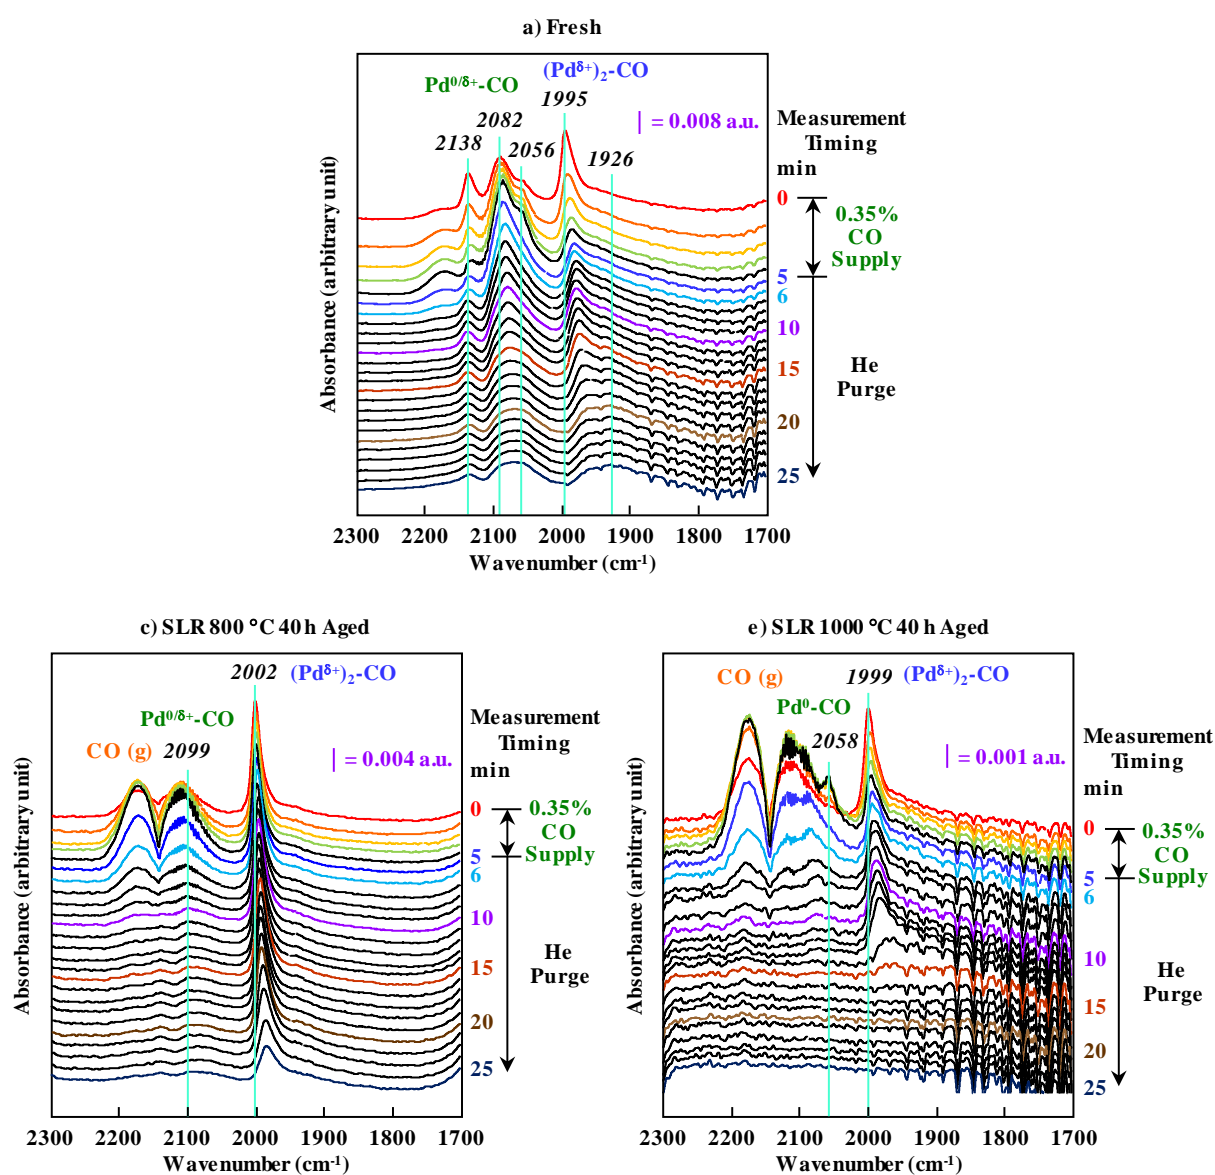 a) Fresh
Pd0/δ+-CO
(Pdδ+)2-CO
2138
2082
2056
1995
1926
| = 0.008 a.u.
Measurement
Timing
min
0
5
6
10
15
20
25
0.35%
CO
Supply
He
Purge
Absorbance (arbitrary unit)
2300 2200 2100 2000 1900 1800 1700
Wavenumber (cm-1)
c) SLR 800 °C 40 h Aged
2002
(Pdδ+)2-CO
Pd0/δ+-CO
CO (g)
2099
| = 0.004 a.u.
Measurement
Timing
min
0
5
6
10
15
20
25
0.35%
CO
Supply
He
Purge
Absorbance (arbitrary unit)
2300 2200 2100 2000 1900 1800 1700
Wavenumber (cm-1)
e) SLR 1000 °C 40 h Aged
CO (g)
1999
(Pdδ+)2-CO
Pd0-CO
2058
| = 0.001 a.u.
Measurement
Timing
min
0
5
6
10
15
20
25
0.35%
CO
Supply
He
Purge
Absorbance (arbitrary unit)
2300 2200 2100 2000 1900 1800 1700
Wavenumber (cm-1)